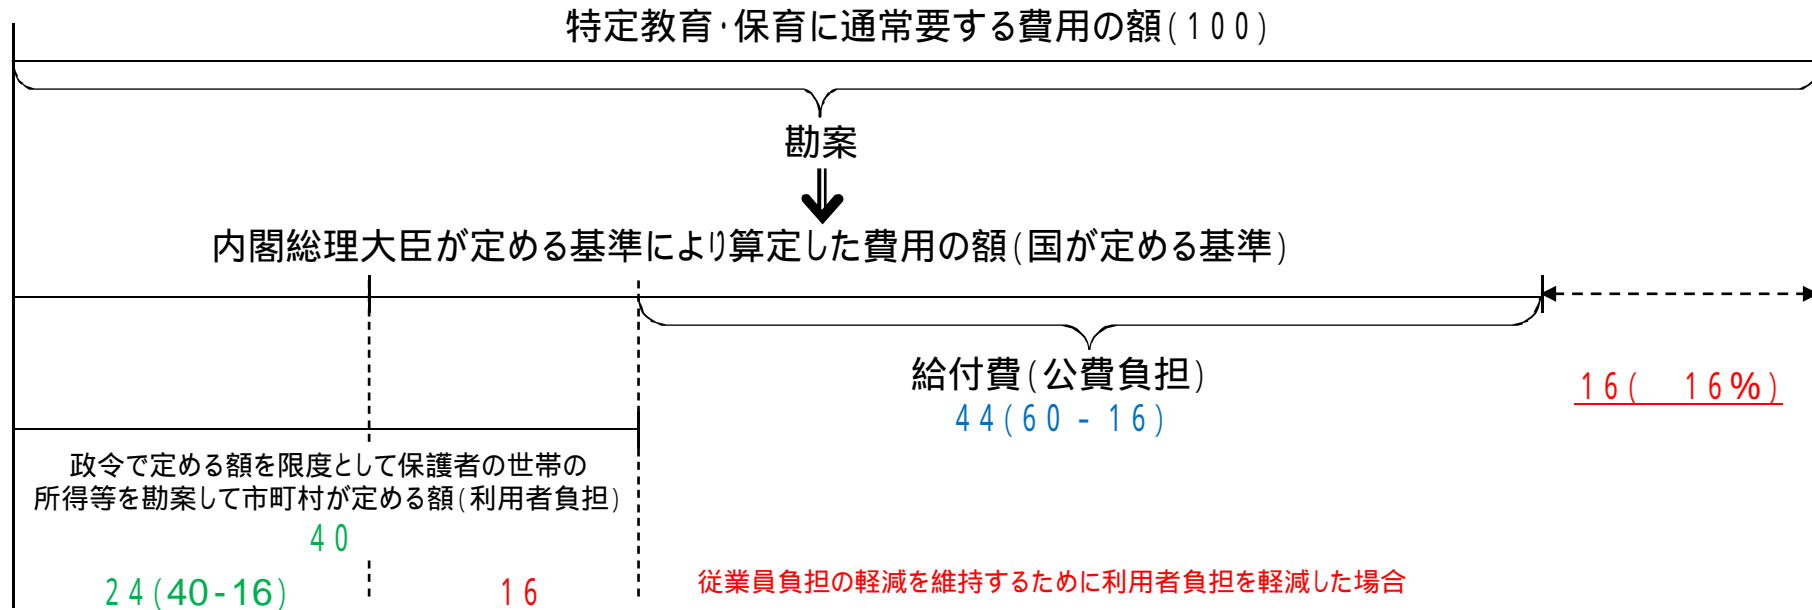 特定教育・保育に通常要する費用の額(100)
勘案
内閣総理大臣が定める基準により算定した費用の額(国が定める基準)
給付費(公費負担)
44(60-16)
16( 16%)
政令で定める額を限度として保護者の世帯の
所得等を勘案して市町村が定める額(利用者負担)
40
24(40-16)
16
従業員負担の軽減を維持するために利用者負担を軽減した場合